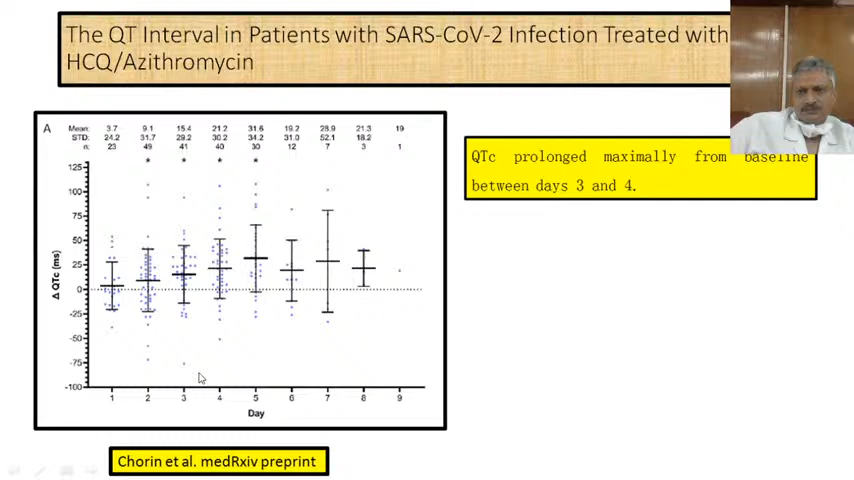 The QT Interval in Patients with SARS-CoV-2 Infection Treated with
HCQ/Azithromycin
A
Mean: 3.7 9.1 15.4 21.2 31.6 19.2 28.9 21.3 19
STD: 24.2 31.7 29.2 30.2 34.2 31.0 52.1 18.2
n: 23 49 41 40 30 12 7 3 1
* * * *
125
100
75
50
25
0
-25
-50
-75
-100
Δ QTc (ms)
1 2 3 4 5 6 7 8 9
Day
QTc prolonged maximally from baseline
between days 3 and 4.
Chorin et al. medRxiv preprint